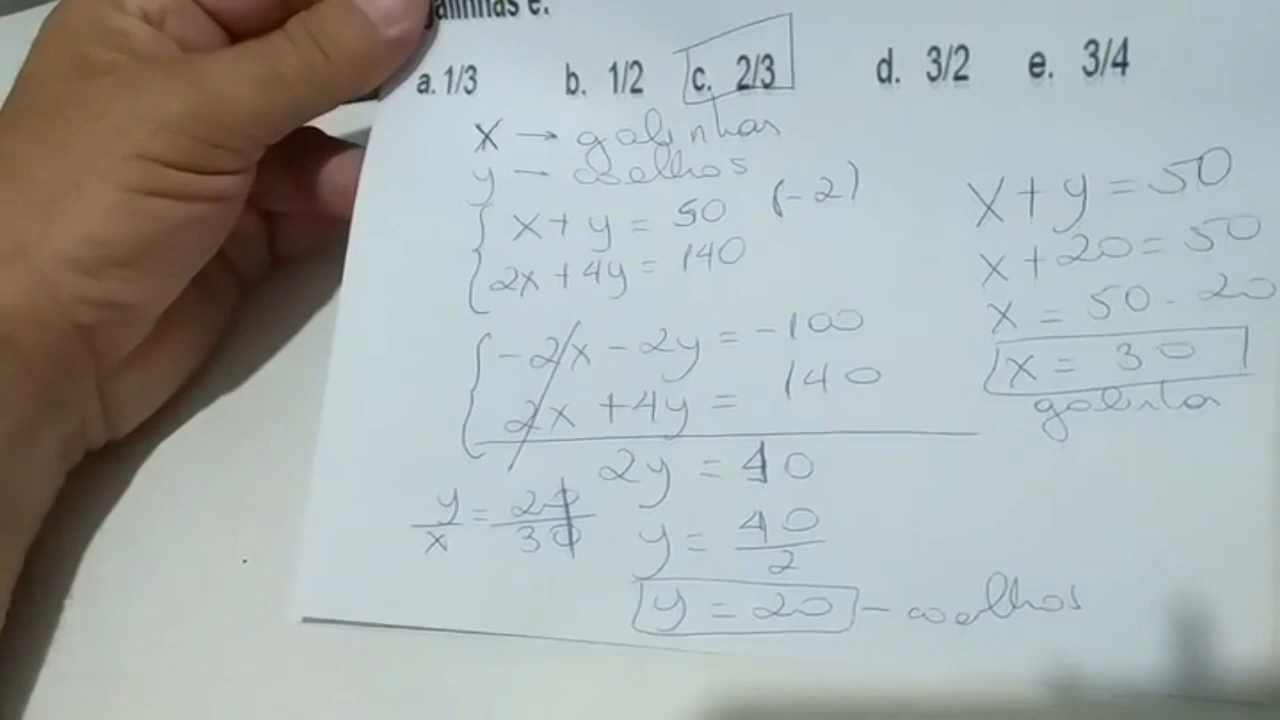 galinhas é:
a. 1/3 b. 1/2 c. 2/3 d. 3/2 e. 3/4
x → galinhas
y — coelhos
x + y = 50 (-2)
2x + 4y = 140
-2x - 2y = -100
2x + 4y = 140
2y = 40
y = 40/2
y = 20 — coelhos
y/x = 20/30
x + y = 50
x + 20 = 50
x = 50 - 20
x = 30
galinha